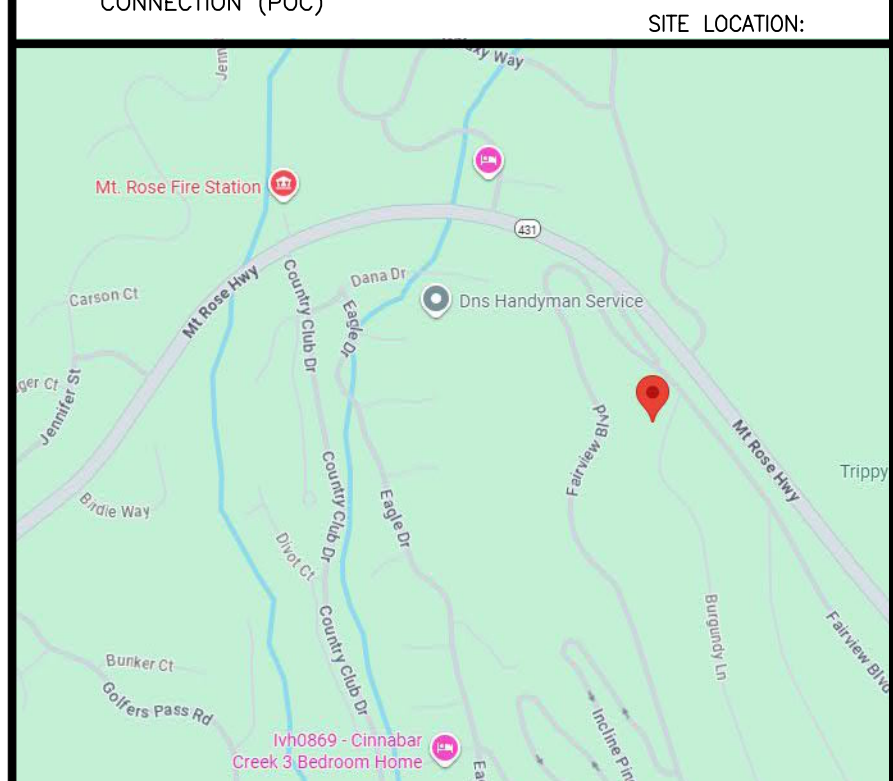 CONNECTION (POC)
SITE LOCATION:
Mt. Rose Fire Station
431
Mt Rose Hwy
Country Club Dr
Dana Dr
Eagle Dr
Dns Handyman Service
Carson Ct
Jennifer St
Fairview Blvd
Mt Rose Hwy
Trippy
Birdie Way
Country Club Dr
Eagle Dr
Divot Ct
Burgundy Ln
Fairview Blvd
Country Club Dr
Bunker Ct
Golfers Pass Rd
Incline Pin
Ivh0869 - Cinnabar
Creek 3 Bedroom Home